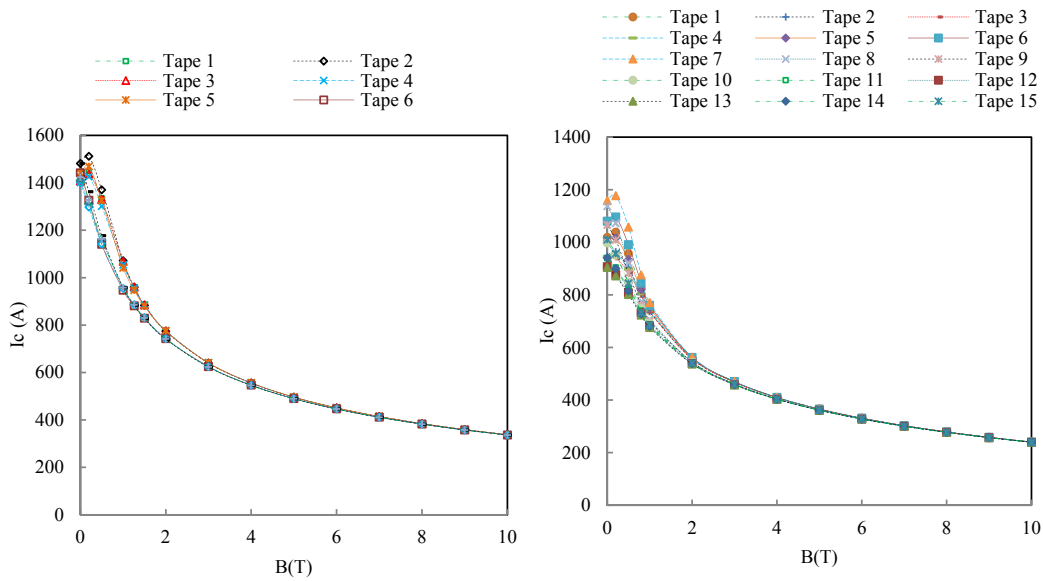 Tape 1 Tape 2
Tape 3 Tape 4
Tape 5 Tape 6
1600
1400
1200
1000
800
600
400
200
0
0 2 4 6 8 10
Ic (A)
B(T)
Tape 1 Tape 2 Tape 3
Tape 4 Tape 5 Tape 6
Tape 7 Tape 8 Tape 9
Tape 10 Tape 11 Tape 12
Tape 13 Tape 14 Tape 15
1400
1200
1000
800
600
400
200
0
0 2 4 6 8 10
Ic (A)
B(T)